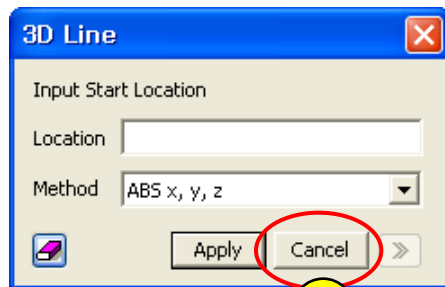 3D Line
Input Start Location
Location
Method ABS x, y, z
Apply Cancel